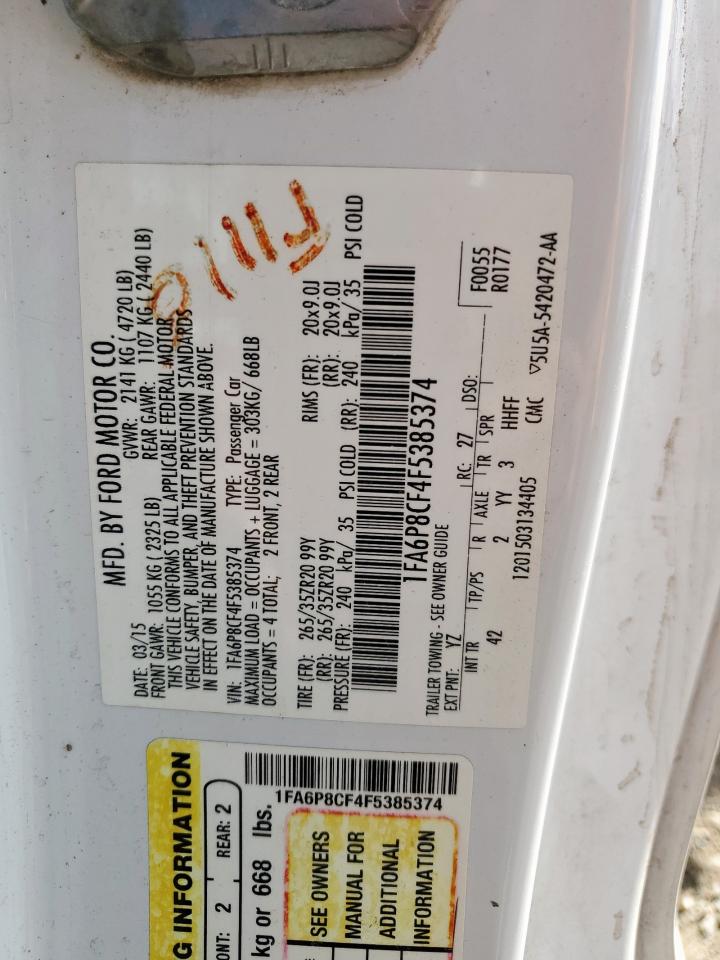 MFD. BY FORD MOTOR CO.
DATE: 03/15 GVWR: 2141 KG ( 4720 LB)
FRONT GAWR: 1055 KG ( 2325 LB) REAR GAWR: 1107 KG ( 2440 LB)
THIS VEHICLE CONFORMS TO ALL APPLICABLE FEDERAL MOTOR
VEHICLE SAFETY, BUMPER, AND THEFT PREVENTION STANDARDS
IN EFFECT ON THE DATE OF MANUFACTURE SHOWN ABOVE.
VIN: 1FA6P8CF4F5385374 TYPE: Passenger Car
MAXIMUM LOAD = OCCUPANTS + LUGGAGE = 303KG/ 668LB
OCCUPANTS = 4 TOTAL; 2 FRONT, 2 REAR
TIRE (FR): 265/35ZR20 99Y RIMS (FR): 20x9.0J
(RR): 265/35ZR20 99Y (RR): 20x9.0J
PRESSURE (FR): 240 kPa/ 35 PSI COLD (RR): 240 kPa/ 35 PSI COLD
1FA6P8CF4F5385374
TRAILER TOWING - SEE OWNER GUIDE
EXT PNT: YZ RC: 27 DSO: F0055
INT TR TP/PS R AXLE TR SPR R0177
42 2 YY 3 HHFF
1201503134405 CMC ▽5U5A-5420472-AA
G INFORMATION
ONT: 2 REAR: 2
kg or 668 lbs.
1FA6P8CF4F5385374
SEE OWNERS
MANUAL FOR
ADDITIONAL
INFORMATION